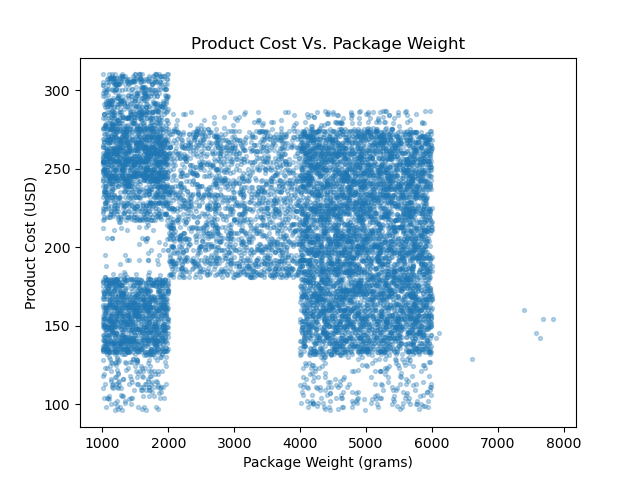 Product Cost Vs. Package Weight
300
250
200
150
100
Product Cost (USD)
1000 2000 3000 4000 5000 6000 7000 8000
Package Weight (grams)